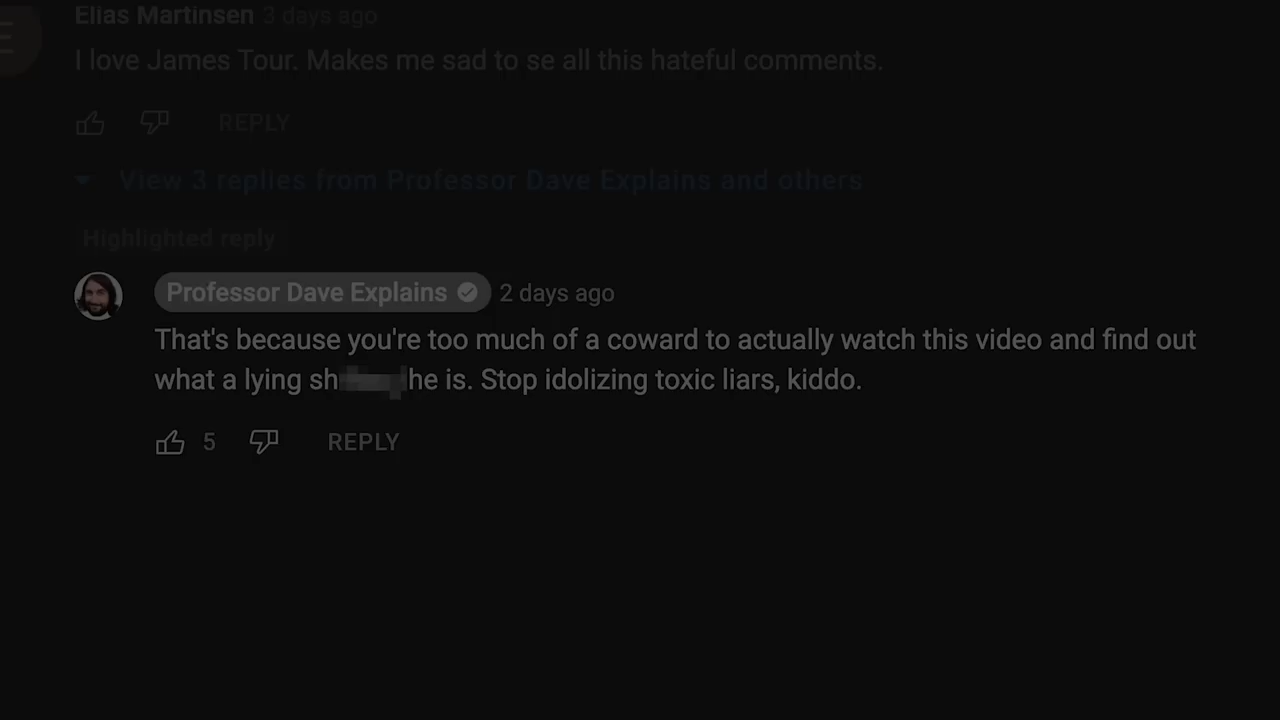 Elias Martinsen 3 days ago
I love James Tour. Makes me sad to se all this hateful comments.
REPLY
View 3 replies from Professor Dave Explains and others
Highlighted reply
Professor Dave Explains 2 days ago
That's because you're too much of a coward to actually watch this video and find out
what a lying he is. Stop idolizing toxic liars, kiddo.
5 REPLY